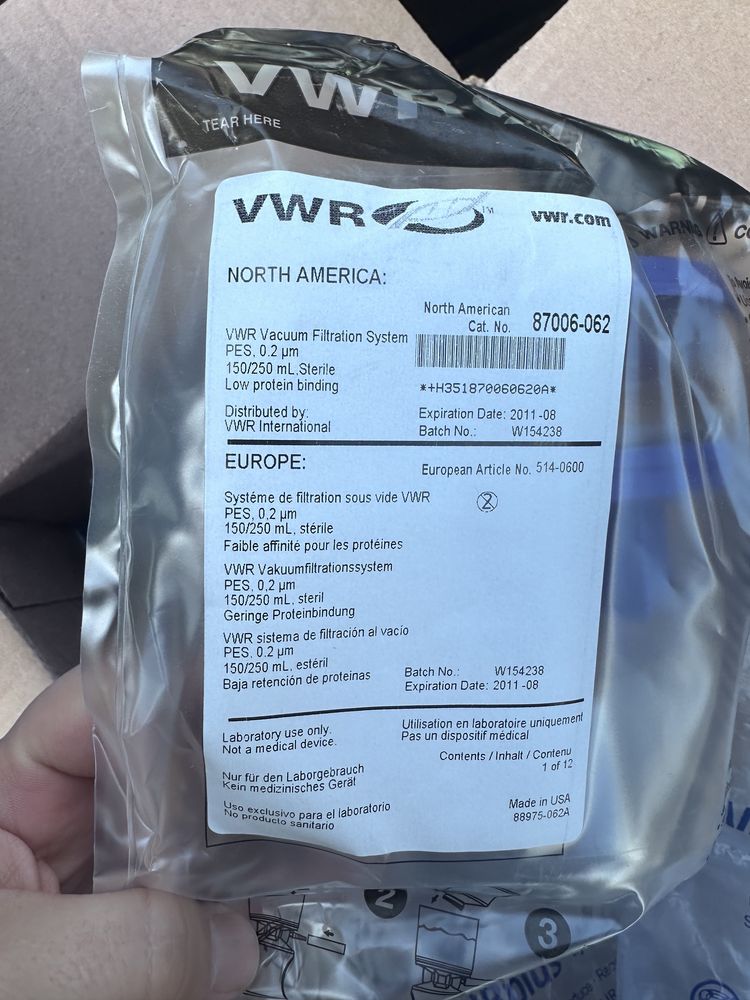 VWR
TEAR HERE
VWR
TM
vwr.com
WARNING
NORTH AMERICA:
North American
Cat. No. 87006-062
VWR Vacuum Filtration System
PES, 0.2 µm
150/250 mL,Sterile
Low protein binding
*+H351870060620A*
Distributed by:
VWR International
Expiration Date: 2011-08
Batch No.: W154238
EUROPE:
European Article No. 514-0600
Systéme de filtration sous vide VWR
PES, 0,2 µm
150/250 mL, stérile
Faible affinité pour les protéines
2
VWR Vakuumfiltrationssystem
PES, 0,2 µm
150/250 mL, steril
Geringe Proteinbindung
VWR sistema de filtración al vacío
PES, 0.2 µm
150/250 mL, estéril
Baja retención de proteinas
Batch No.: W154238
Expiration Date: 2011-08
Laboratory use only.
Not a medical device.
Utilisation en laboratoire uniquement
Pas un dispositif médical
Contents / Inhalt / Contenu
1 of 12
Nur für den Laborgebrauch
Kein medizinisches Gerät
Uso exclusivo para el laboratorio
No producto sanitario
Made in USA
88975-062A
2
3